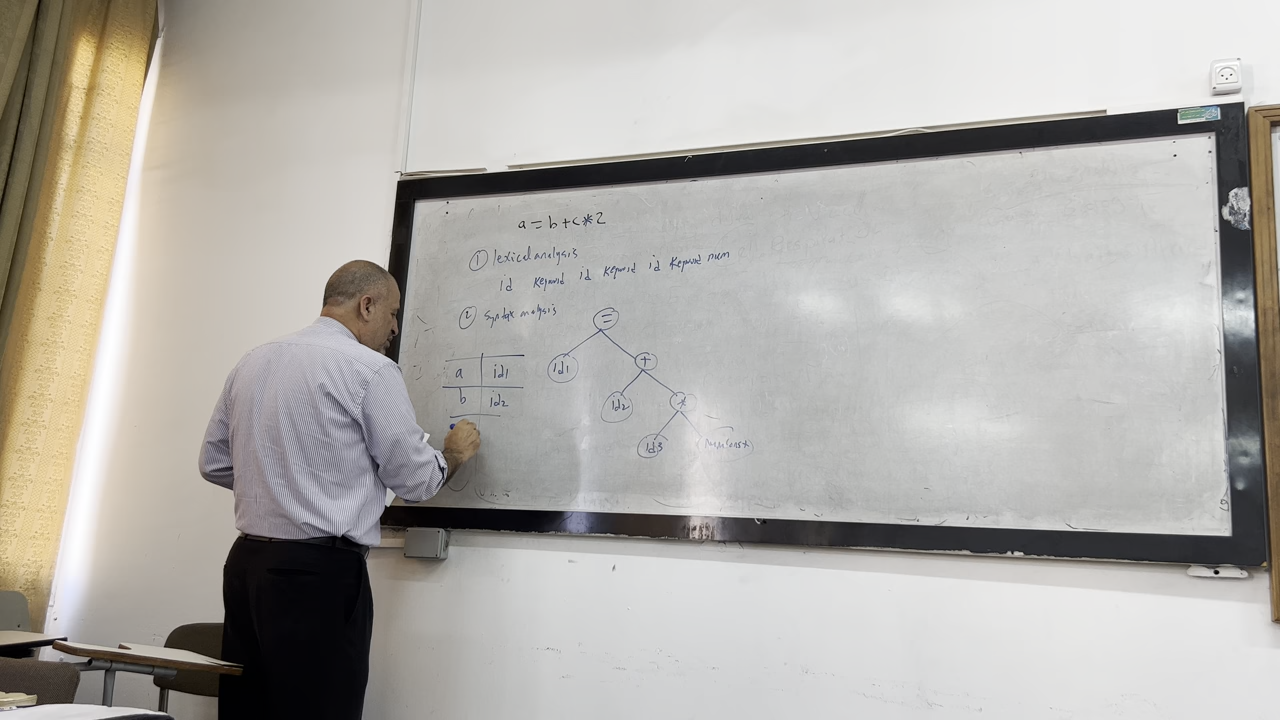 a = b + c * 2
① lexical analysis
id keyword id keyword id keyword num
② Syntax analysis
=
id1 +
a id1
b id2
id2 *
id3